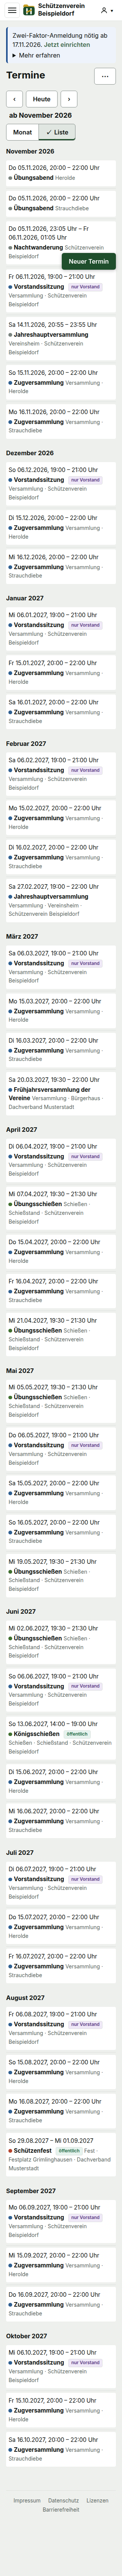 Schützenverein
Beispieldorf
Zwei-Faktor-Anmeldung nötig ab
17.11.2026. Jetzt einrichten
▸ Mehr erfahren
Termine
···
‹ Heute ›
ab November 2026
Monat ✓ Liste
November 2026
Do 05.11.2026, 20:00 – 22:00 Uhr
Übungsabend Herolde
Do 05.11.2026, 20:00 – 22:00 Uhr
Übungsabend Strauchdiebe
Do 05.11.2026, 23:05 Uhr – Fr
06.11.2026, 01:05 Uhr
Nachtwanderung Schützenverein
Beispieldorf
Neuer Termin
Fr 06.11.2026, 19:00 – 21:00 Uhr
Vorstandssitzung nur Vorstand
Versammlung · Schützenverein
Beispieldorf
Sa 14.11.2026, 20:55 – 23:55 Uhr
Jahreshauptversammlung
Vereinsheim · Schützenverein
Beispieldorf
So 15.11.2026, 20:00 – 22:00 Uhr
Zugversammlung Versammlung ·
Herolde
Mo 16.11.2026, 20:00 – 22:00 Uhr
Zugversammlung Versammlung ·
Strauchdiebe
Dezember 2026
So 06.12.2026, 19:00 – 21:00 Uhr
Vorstandssitzung nur Vorstand
Versammlung · Schützenverein
Beispieldorf
Di 15.12.2026, 20:00 – 22:00 Uhr
Zugversammlung Versammlung ·
Herolde
Mi 16.12.2026, 20:00 – 22:00 Uhr
Zugversammlung Versammlung ·
Strauchdiebe
Januar 2027
Mi 06.01.2027, 19:00 – 21:00 Uhr
Vorstandssitzung nur Vorstand
Versammlung · Schützenverein
Beispieldorf
Fr 15.01.2027, 20:00 – 22:00 Uhr
Zugversammlung Versammlung ·
Herolde
Sa 16.01.2027, 20:00 – 22:00 Uhr
Zugversammlung Versammlung ·
Strauchdiebe
Februar 2027
Sa 06.02.2027, 19:00 – 21:00 Uhr
Vorstandssitzung nur Vorstand
Versammlung · Schützenverein
Beispieldorf
Mo 15.02.2027, 20:00 – 22:00 Uhr
Zugversammlung Versammlung ·
Herolde
Di 16.02.2027, 20:00 – 22:00 Uhr
Zugversammlung Versammlung ·
Strauchdiebe
Sa 27.02.2027, 19:00 – 22:00 Uhr
Jahreshauptversammlung
Versammlung · Vereinsheim ·
Schützenverein Beispieldorf
März 2027
Sa 06.03.2027, 19:00 – 21:00 Uhr
Vorstandssitzung nur Vorstand
Versammlung · Schützenverein
Beispieldorf
Mo 15.03.2027, 20:00 – 22:00 Uhr
Zugversammlung Versammlung ·
Herolde
Di 16.03.2027, 20:00 – 22:00 Uhr
Zugversammlung Versammlung ·
Strauchdiebe
Sa 20.03.2027, 19:30 – 22:00 Uhr
Frühjahrsversammlung der
Vereine Versammlung · Bürgerhaus ·
Dachverband Musterstadt
April 2027
Di 06.04.2027, 19:00 – 21:00 Uhr
Vorstandssitzung nur Vorstand
Versammlung · Schützenverein
Beispieldorf
Mi 07.04.2027, 19:30 – 21:30 Uhr
Übungsschießen Schießen ·
Schießstand · Schützenverein
Beispieldorf
Do 15.04.2027, 20:00 – 22:00 Uhr
Zugversammlung Versammlung ·
Herolde
Fr 16.04.2027, 20:00 – 22:00 Uhr
Zugversammlung Versammlung ·
Strauchdiebe
Mi 21.04.2027, 19:30 – 21:30 Uhr
Übungsschießen Schießen ·
Schießstand · Schützenverein
Beispieldorf
Mai 2027
Mi 05.05.2027, 19:30 – 21:30 Uhr
Übungsschießen Schießen ·
Schießstand · Schützenverein
Beispieldorf
Do 06.05.2027, 19:00 – 21:00 Uhr
Vorstandssitzung nur Vorstand
Versammlung · Schützenverein
Beispieldorf
Sa 15.05.2027, 20:00 – 22:00 Uhr
Zugversammlung Versammlung ·
Herolde
So 16.05.2027, 20:00 – 22:00 Uhr
Zugversammlung Versammlung ·
Strauchdiebe
Mi 19.05.2027, 19:30 – 21:30 Uhr
Übungsschießen Schießen ·
Schießstand · Schützenverein
Beispieldorf
Juni 2027
Mi 02.06.2027, 19:30 – 21:30 Uhr
Übungsschießen Schießen ·
Schießstand · Schützenverein
Beispieldorf
So 06.06.2027, 19:00 – 21:00 Uhr
Vorstandssitzung nur Vorstand
Versammlung · Schützenverein
Beispieldorf
So 13.06.2027, 14:00 – 19:00 Uhr
Königsschießen öffentlich
Schießen · Schießstand · Schützenverein
Beispieldorf
Di 15.06.2027, 20:00 – 22:00 Uhr
Zugversammlung Versammlung ·
Herolde
Mi 16.06.2027, 20:00 – 22:00 Uhr
Zugversammlung Versammlung ·
Strauchdiebe
Juli 2027
Di 06.07.2027, 19:00 – 21:00 Uhr
Vorstandssitzung nur Vorstand
Versammlung · Schützenverein
Beispieldorf
Do 15.07.2027, 20:00 – 22:00 Uhr
Zugversammlung Versammlung ·
Herolde
Fr 16.07.2027, 20:00 – 22:00 Uhr
Zugversammlung Versammlung ·
Strauchdiebe
August 2027
Fr 06.08.2027, 19:00 – 21:00 Uhr
Vorstandssitzung nur Vorstand
Versammlung · Schützenverein
Beispieldorf
So 15.08.2027, 20:00 – 22:00 Uhr
Zugversammlung Versammlung ·
Herolde
Mo 16.08.2027, 20:00 – 22:00 Uhr
Zugversammlung Versammlung ·
Strauchdiebe
So 29.08.2027 – Mi 01.09.2027
Schützenfest öffentlich Fest ·
Festplatz Grimlinghausen · Dachverband
Musterstadt
September 2027
Mo 06.09.2027, 19:00 – 21:00 Uhr
Vorstandssitzung nur Vorstand
Versammlung · Schützenverein
Beispieldorf
Mi 15.09.2027, 20:00 – 22:00 Uhr
Zugversammlung Versammlung ·
Herolde
Do 16.09.2027, 20:00 – 22:00 Uhr
Zugversammlung Versammlung ·
Strauchdiebe
Oktober 2027
Mi 06.10.2027, 19:00 – 21:00 Uhr
Vorstandssitzung nur Vorstand
Versammlung · Schützenverein
Beispieldorf
Fr 15.10.2027, 20:00 – 22:00 Uhr
Zugversammlung Versammlung ·
Herolde
Sa 16.10.2027, 20:00 – 22:00 Uhr
Zugversammlung Versammlung ·
Strauchdiebe
Impressum Datenschutz Lizenzen
Barrierefreiheit